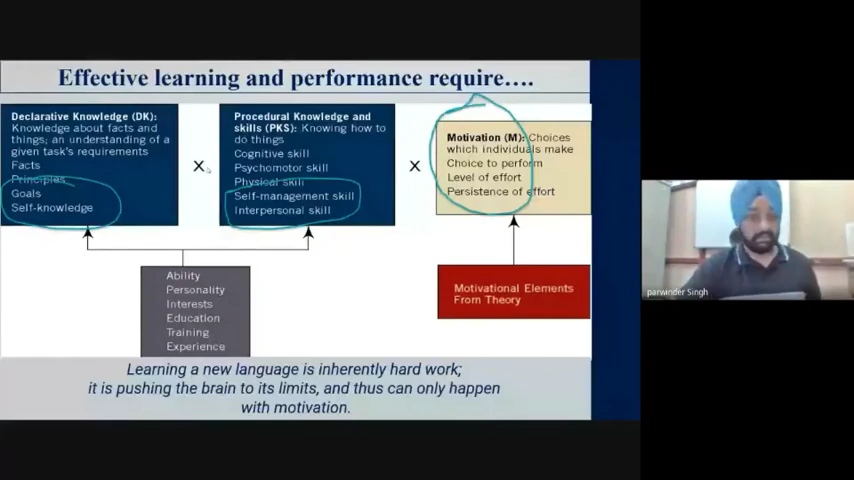 Effective learning and performance require....
Declarative Knowledge (DK):
Knowledge about facts and
things; an understanding of a
given task's requirements
Facts
Principles
Goals
Self-knowledge
X
Procedural Knowledge and
skills (PKS): Knowing how to
do things
Cognitive skill
Psychomotor skill
Physical skill
Self-management skill
Interpersonal skill
X
Motivation (M): Choices
which individuals make
Choice to perform
Level of effort
Persistence of effort
Ability
Personality
Interests
Education
Training
Experience
Motivational Elements
From Theory
Learning a new language is inherently hard work;
it is pushing the brain to its limits, and thus can only happen
with motivation.
parwinder Singh